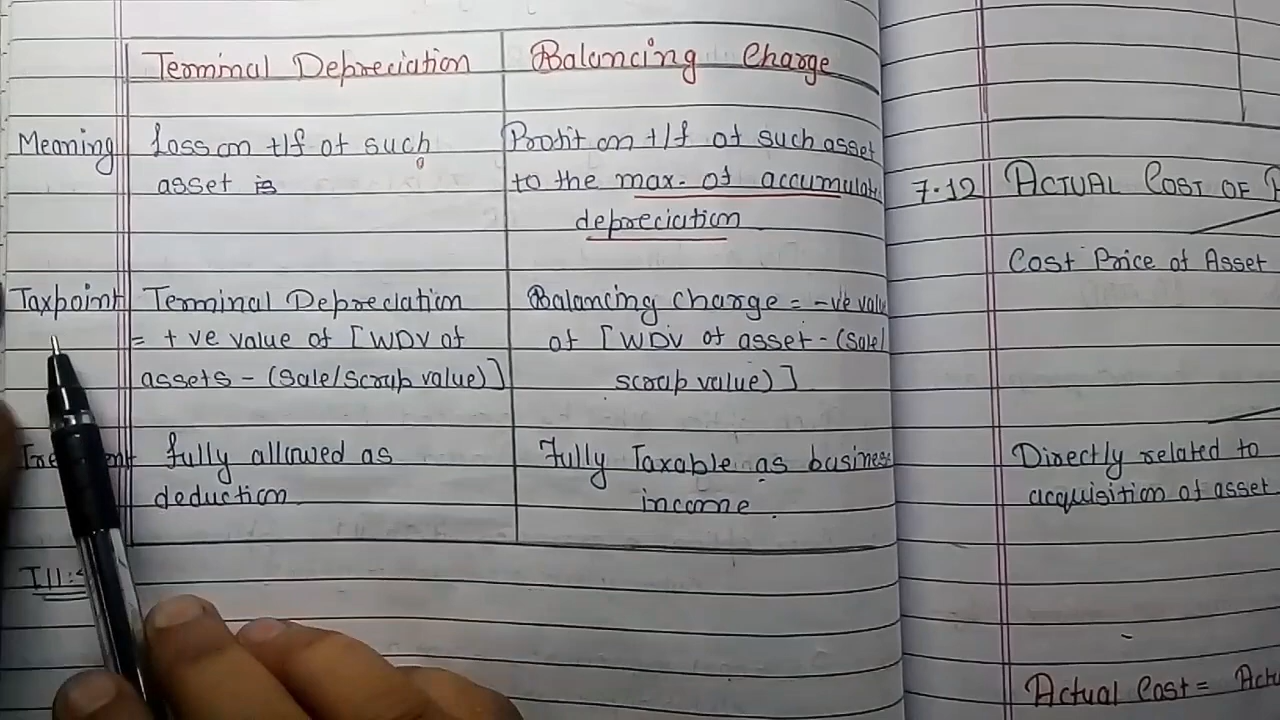 Terminal Depreciation
Balancing Charge
Meaning
Loss on t/f of such
asset is
Profit on t/f of such asset
to the max. of accumulate
depreciation
Taxpoint
Terminal Depreciation
= +ve value of [WDV of
assets - (Sale/Scrap value)]
Balancing charge = -ve value
of [WDV of asset - (Sale/
scrap value)]
fully allowed as
deduction
Fully Taxable as business
income.
Ill:-
7.12 ACTUAL COST OF
Cost Price of Asset
Directly related to
acquisition of asset
Actual Cost =